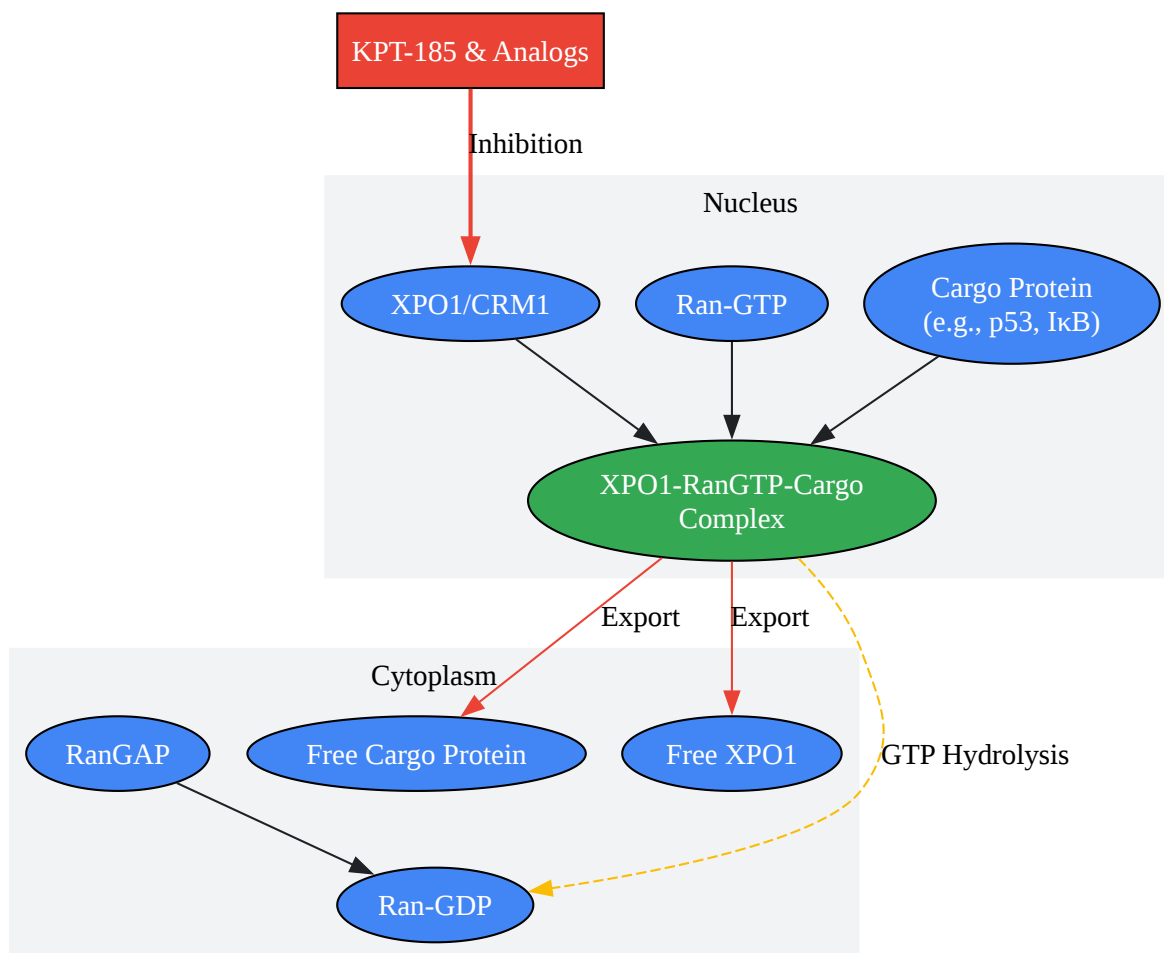 KPT-185 & Analogs
Inhibition
Nucleus
XPO1/CRM1
Ran-GTP
Cargo Protein
(e.g., p53, IκB)
XPO1-RanGTP-Cargo
Complex
Export
Export
Cytoplasm
RanGAP
Free Cargo Protein
Free XPO1
GTP Hydrolysis
Ran-GDP